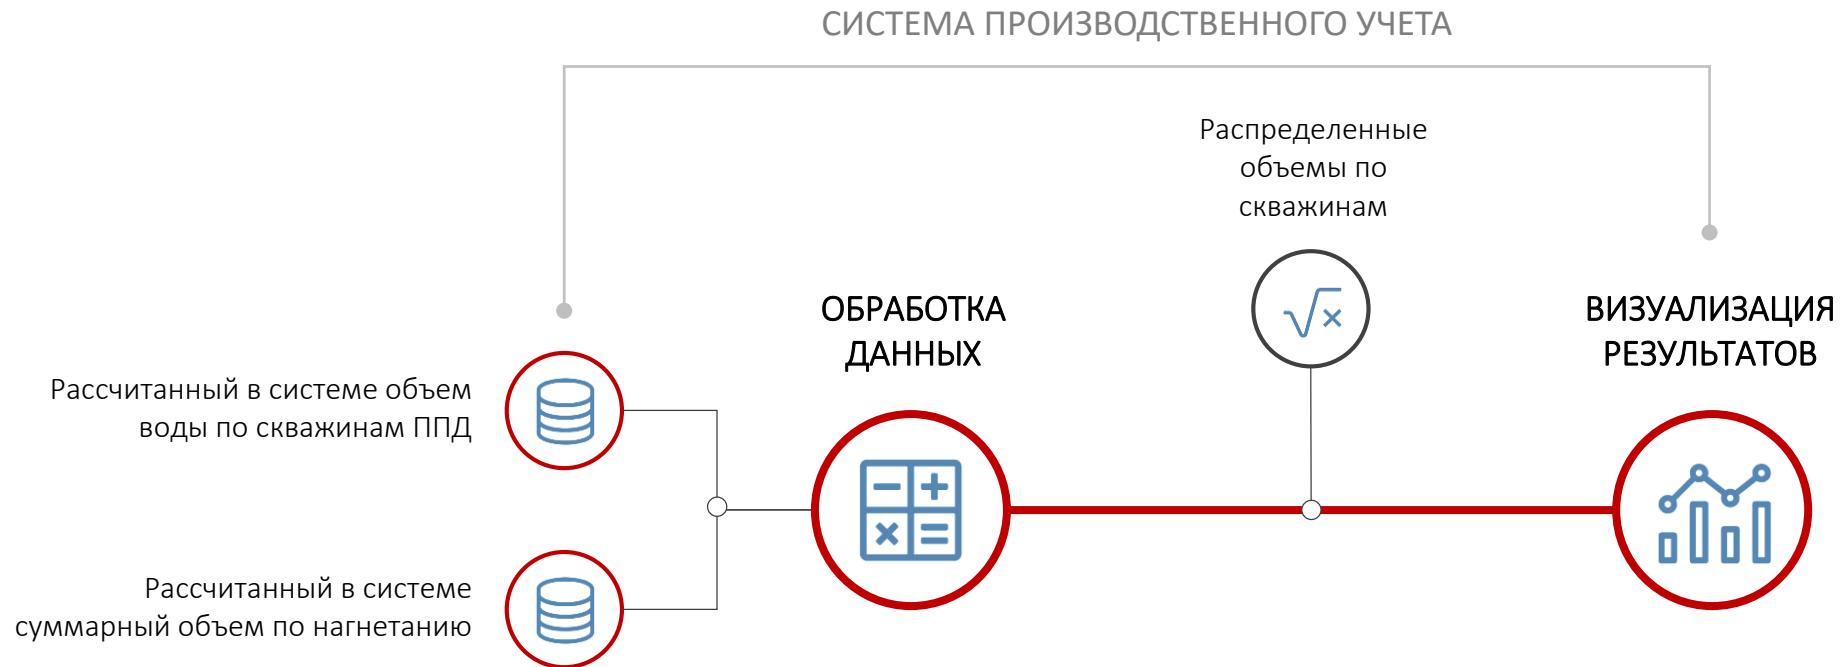 СИСТЕМА ПРОИЗВОДСТВЕННОГО УЧЕТА
Распределенные
объемы по
скважинам
ОБРАБОТКА
ДАННЫХ
ВИЗУАЛИЗАЦИЯ
РЕЗУЛЬТАТОВ
Рассчитанный в системе объем
воды по скважинам ППД
Рассчитанный в системе
суммарный объем по нагнетанию